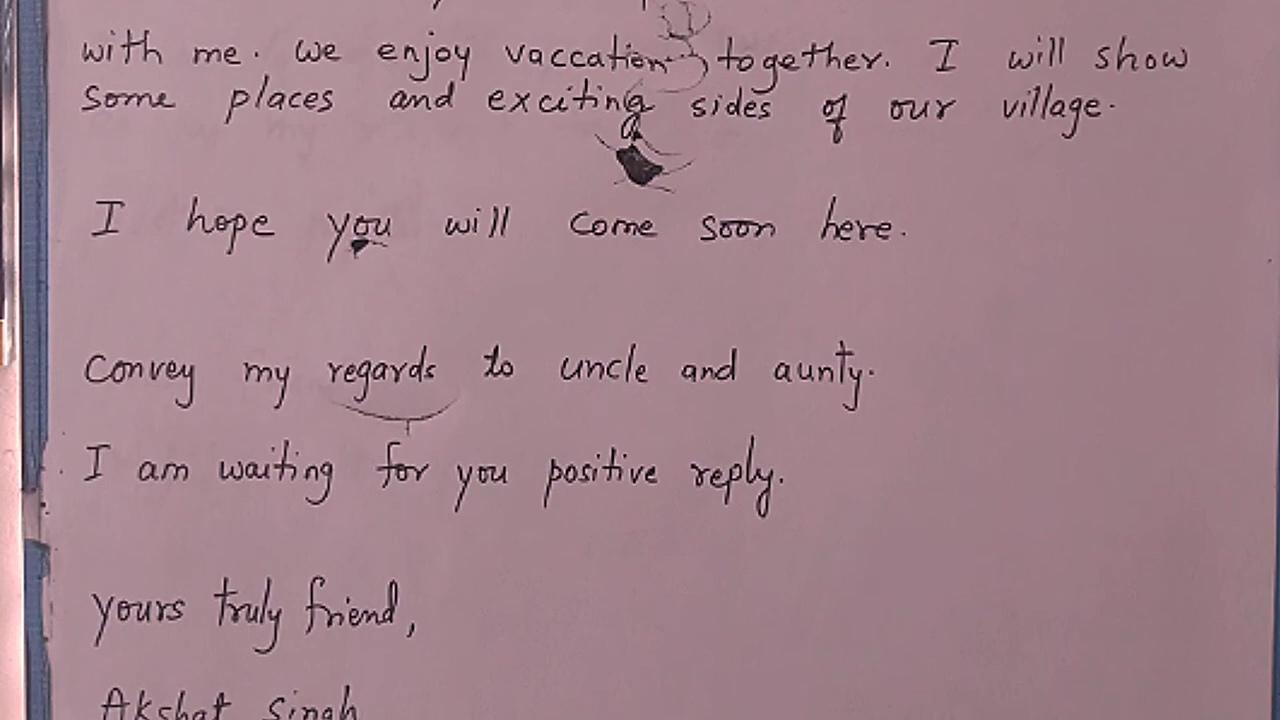 with me. we enjoy vaccation together. I will show
some places and exciting sides of our village.
I hope you will come soon here.
Convey my regards to uncle and aunty.
I am waiting for you positive reply.
yours truly friend,
Akshat Singh